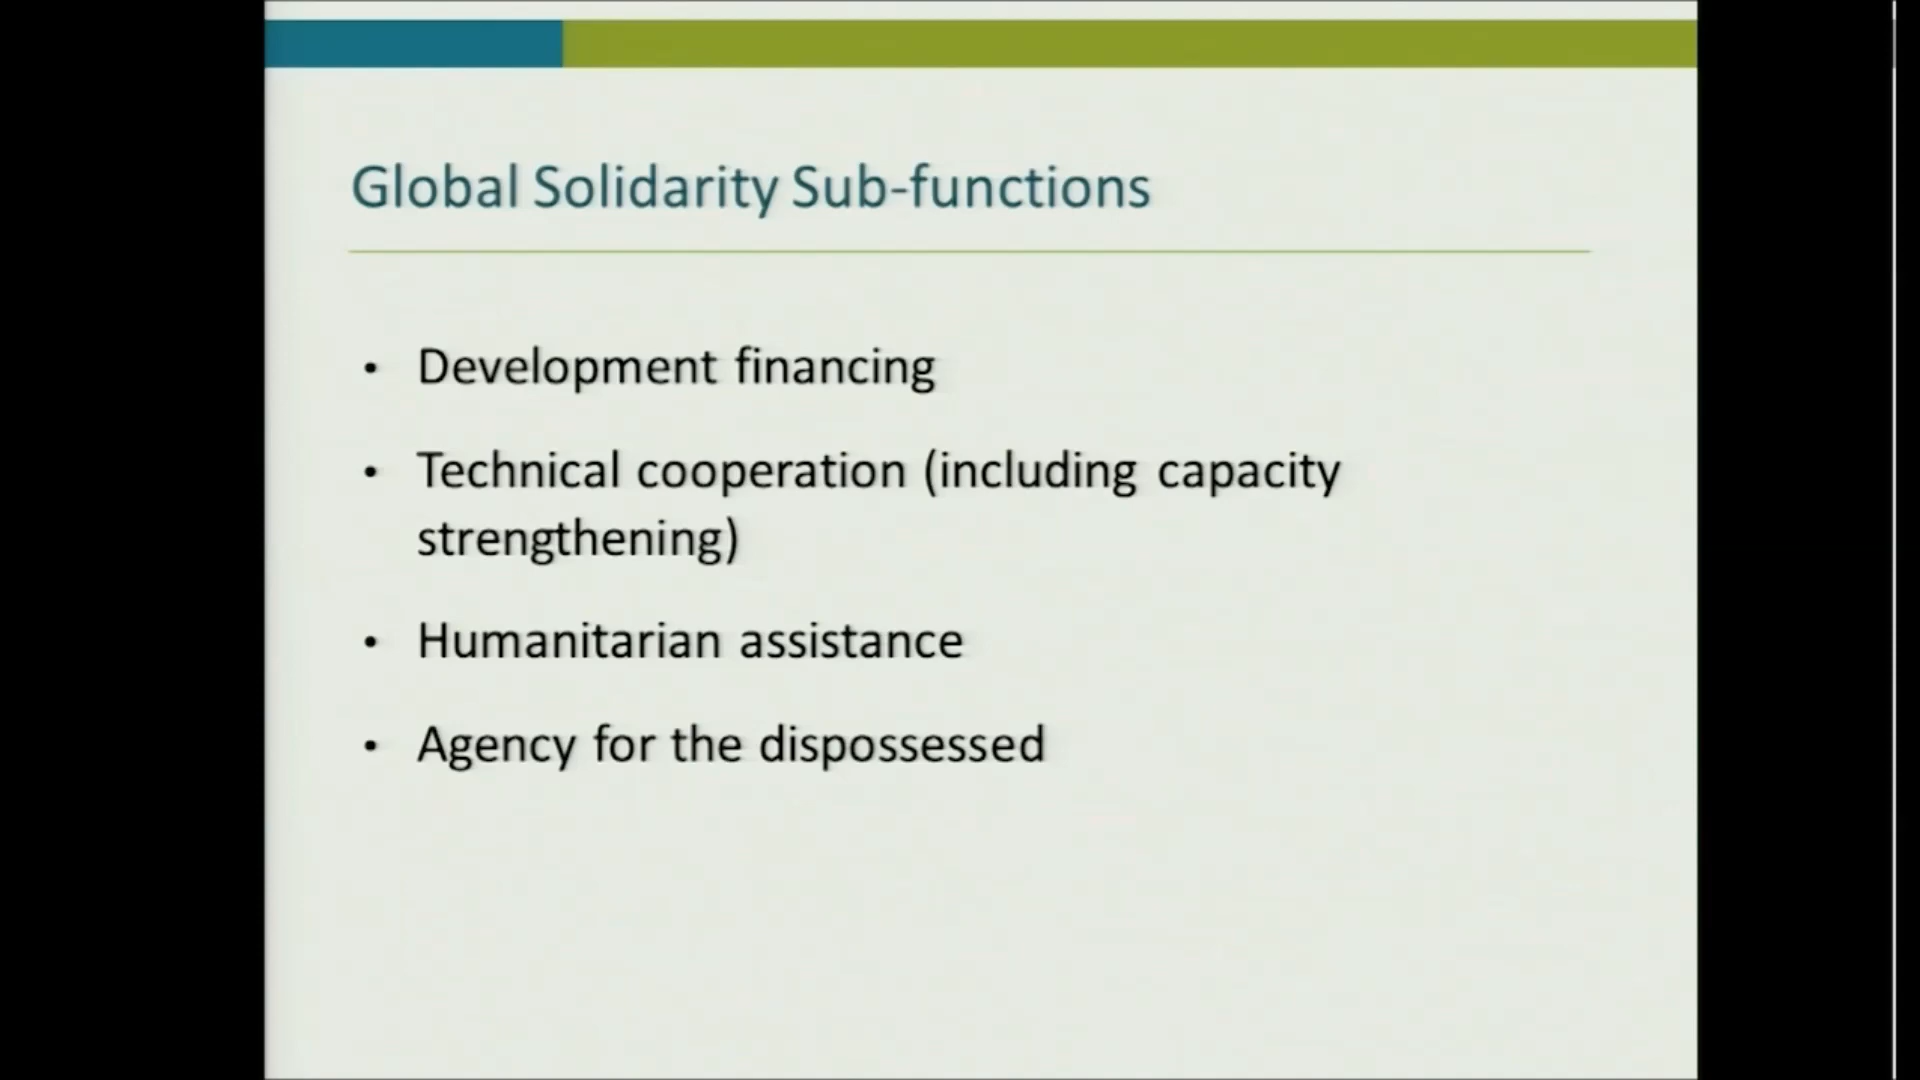 Global Solidarity Sub-functions
• Development financing
• Technical cooperation (including capacity
strengthening)
• Humanitarian assistance
• Agency for the dispossessed